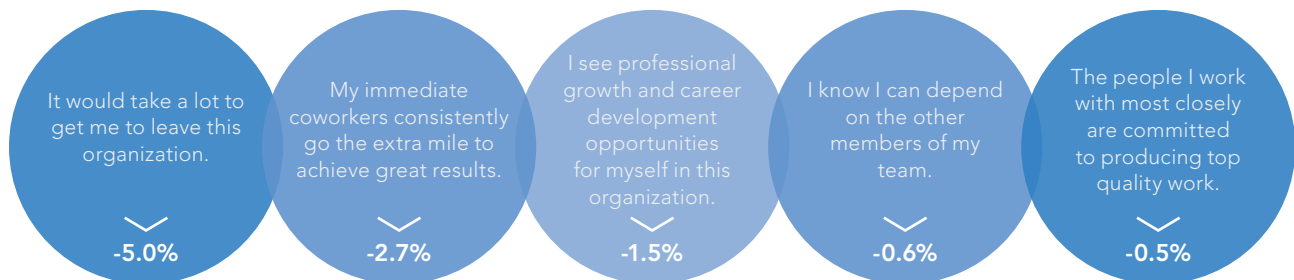 It would take a lot to
get me to leave this
organization.
-5.0%
My immediate
coworkers consistently
go the extra mile to
achieve great results.
-2.7%
I see professional
growth and career
development
opportunities
for myself in this
organization.
-1.5%
I know I can depend
on the other
members of my
team.
-0.6%
The people I work
with most closely
are committed
to producing top
quality work.
-0.5%